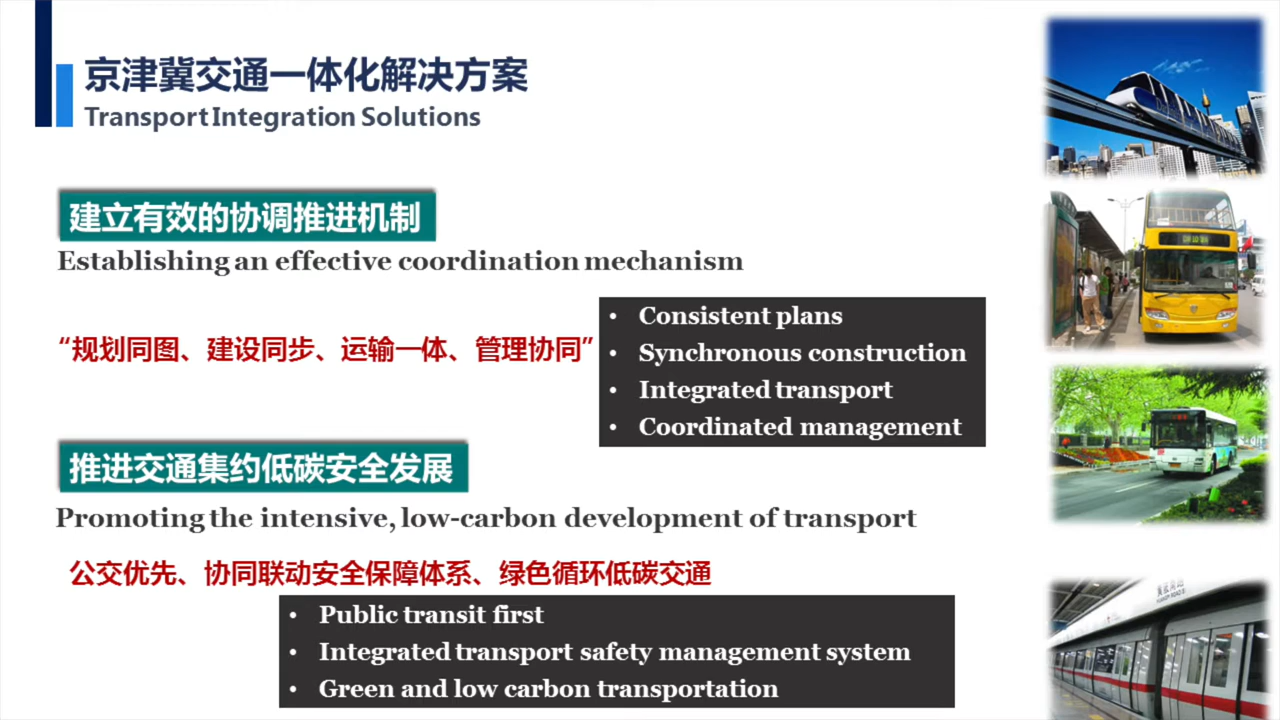 京津冀交通一体化解决方案
Transport Integration Solutions
建立有效的协调推进机制
Establishing an effective coordination mechanism
“规划同图、建设同步、运输一体、管理协同”
• Consistent plans
• Synchronous construction
• Integrated transport
• Coordinated management
推进交通集约低碳安全发展
Promoting the intensive, low-carbon development of transport
公交优先、协同联动安全保障体系、绿色循环低碳交通
• Public transit first
• Integrated transport safety management system
• Green and low carbon transportation